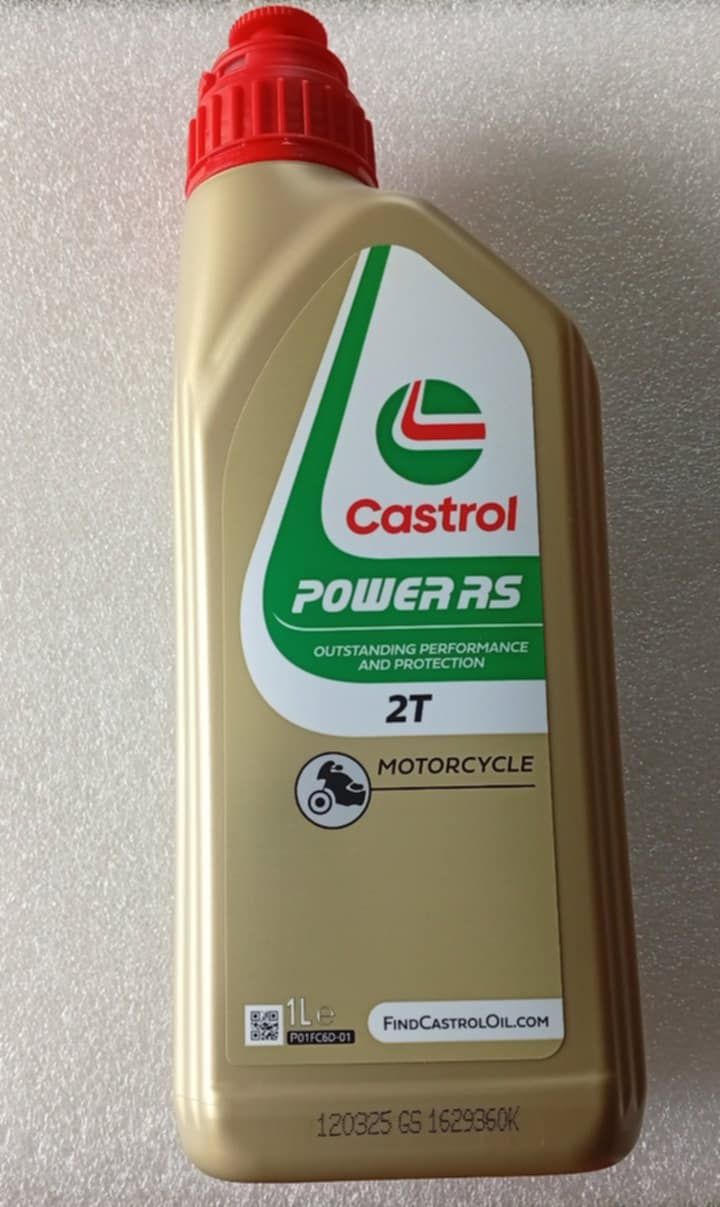 Castrol
POWER RS
OUTSTANDING PERFORMANCE
AND PROTECTION
2T
MOTORCYCLE
1L e
P01FC6D-01
FINDCASTROLOIL.COM
120325 GS 1629360K